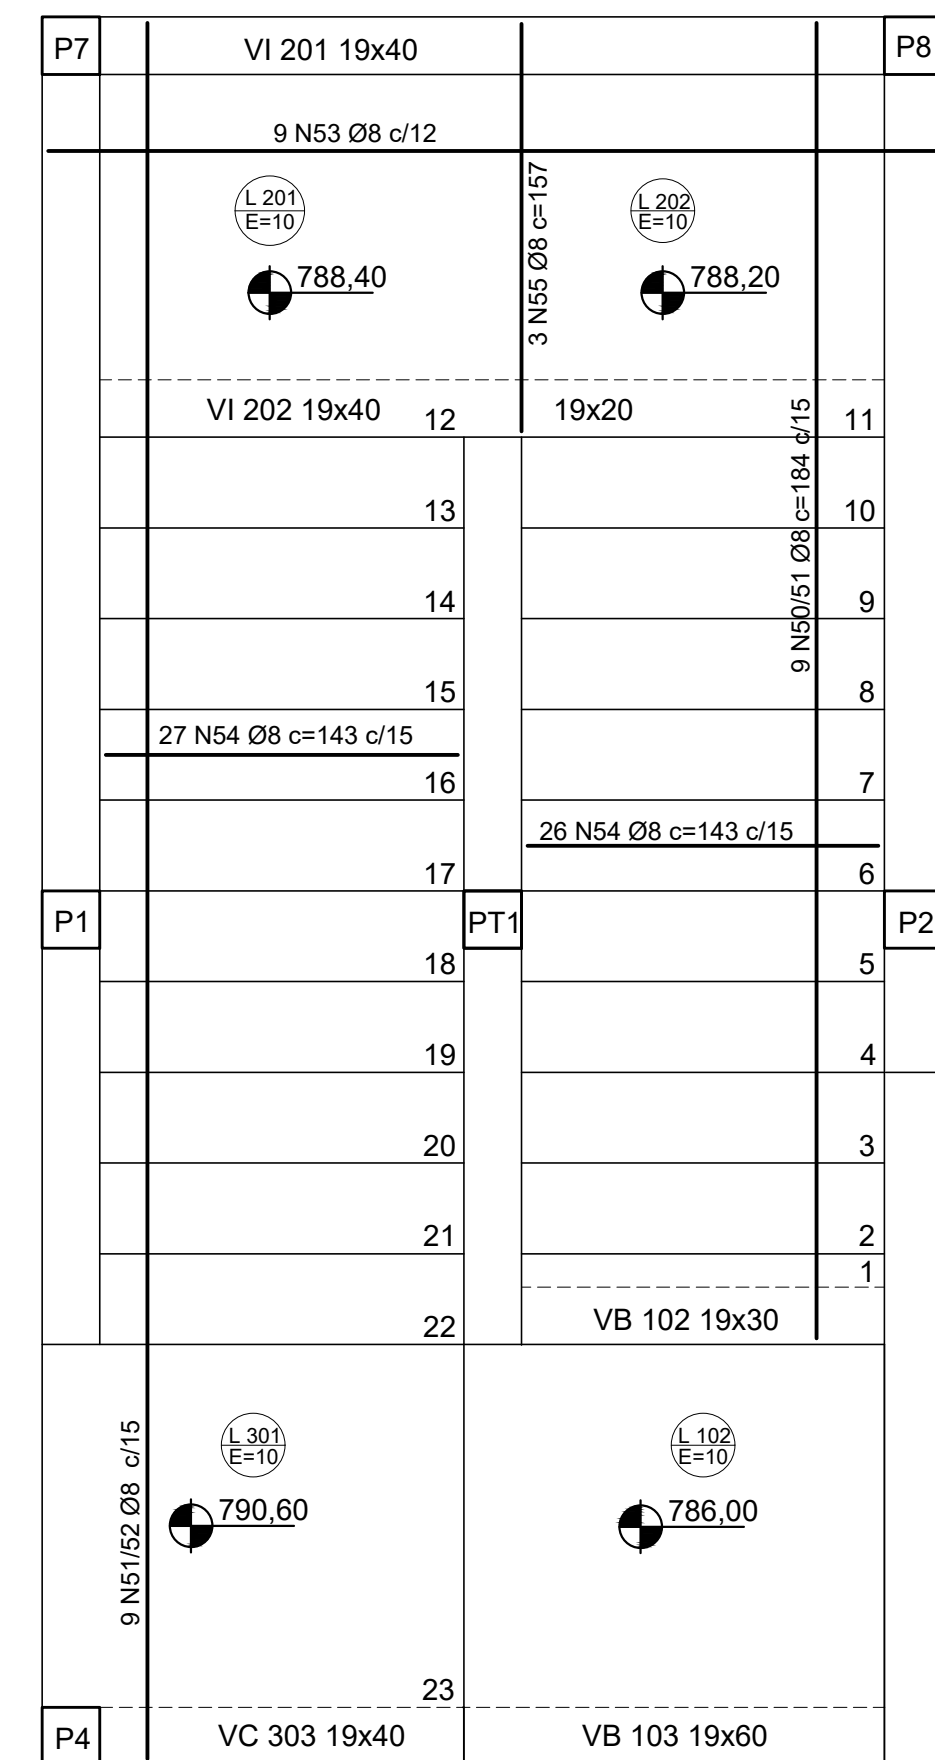 P7
VI 201 19x40
P8
9 N53 Ø8 c/12
L 201
E=10
788,40
3 N55 Ø8 c=157
L 202
E=10
788,20
VI 202 19x40
12
19x20
11
9 N50/51 Ø8 c=184 c/15
13
10
14
9
15
8
27 N54 Ø8 c=143 c/15
16
7
26 N54 Ø8 c=143 c/15
17
6
P1
PT1
P2
18
5
19
4
20
3
21
2
1
22
VB 102 19x30
9 N51/52 Ø8 c/15
L 301
E=10
790,60
L 102
E=10
786,00
23
P4
VC 303 19x40
VB 103 19x60